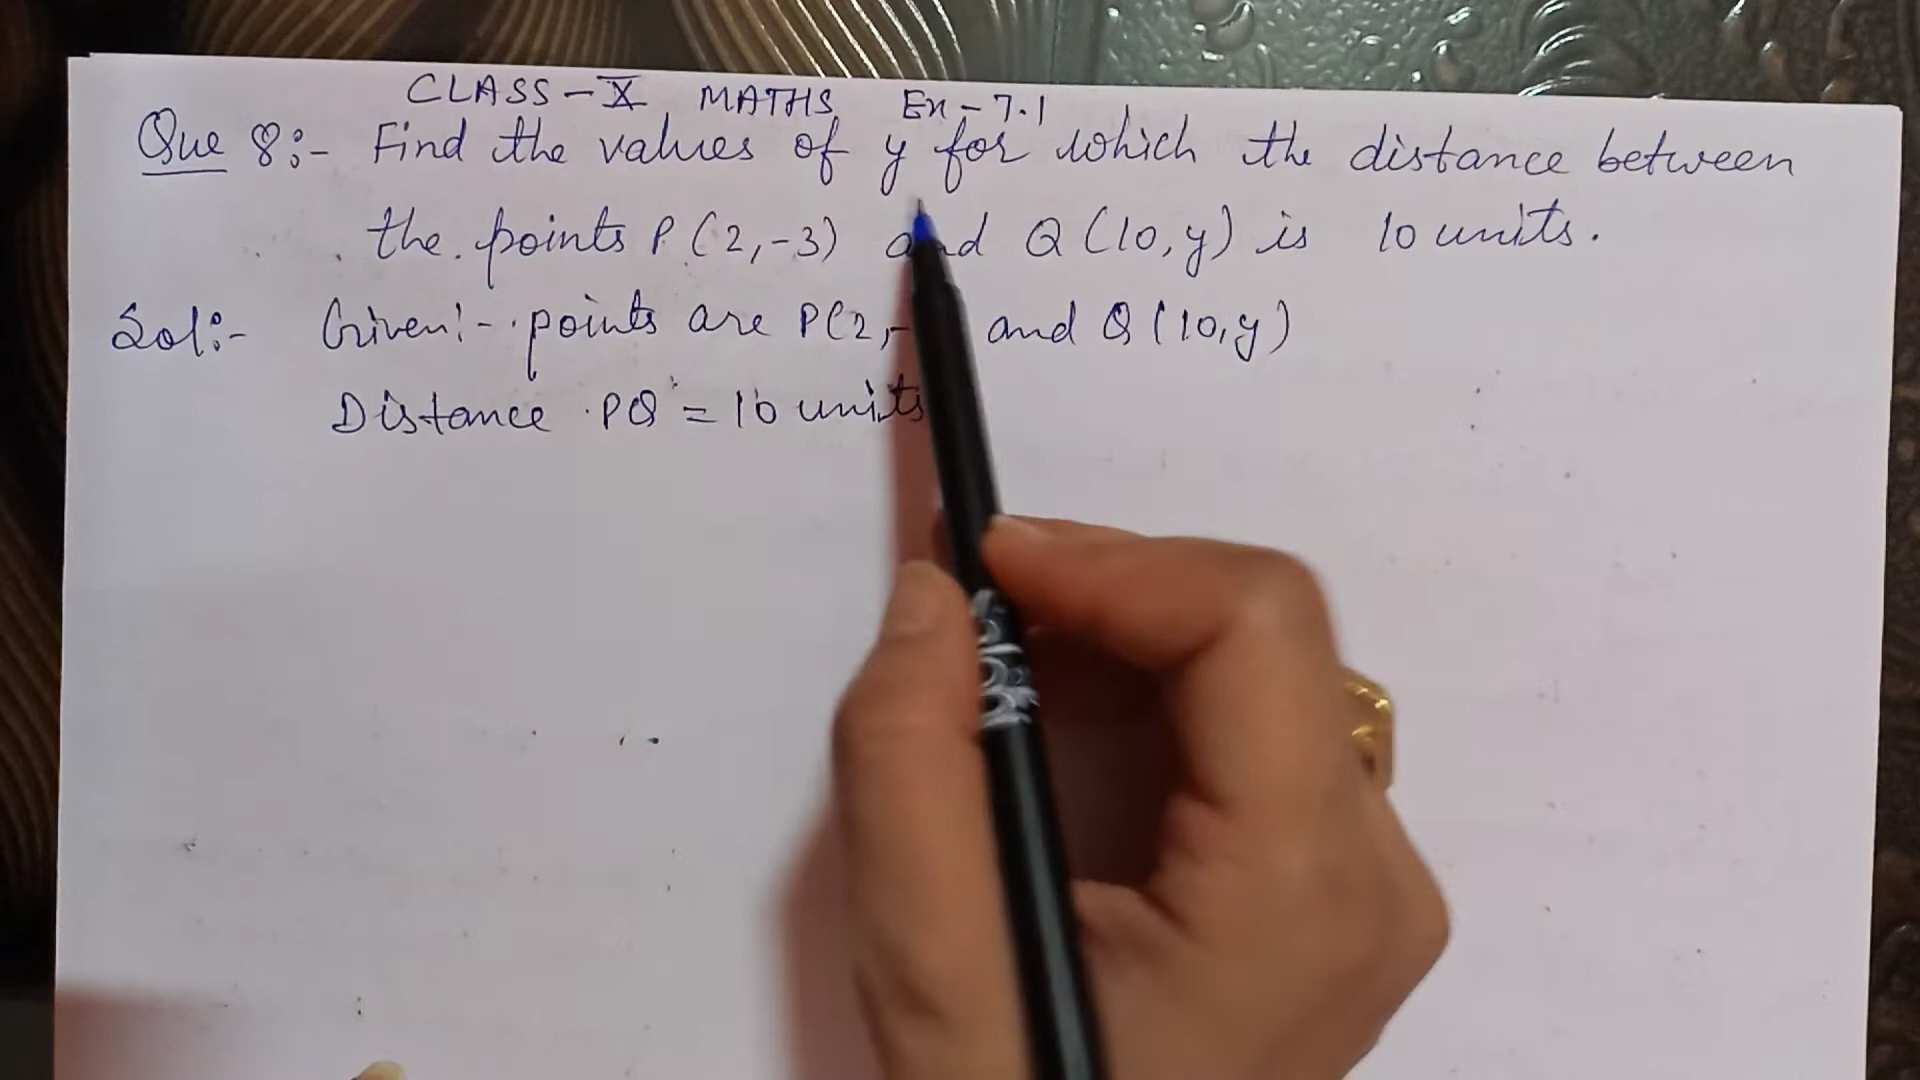 CLASS - X MATHS Ex - 7.1
Que 8:- Find the values of y for which the distance between
the points P (2,-3) and Q (10,y) is 10 units.
Sol:- Given:- points are P(2,- and Q (10,y)
Distance PQ = 10 units